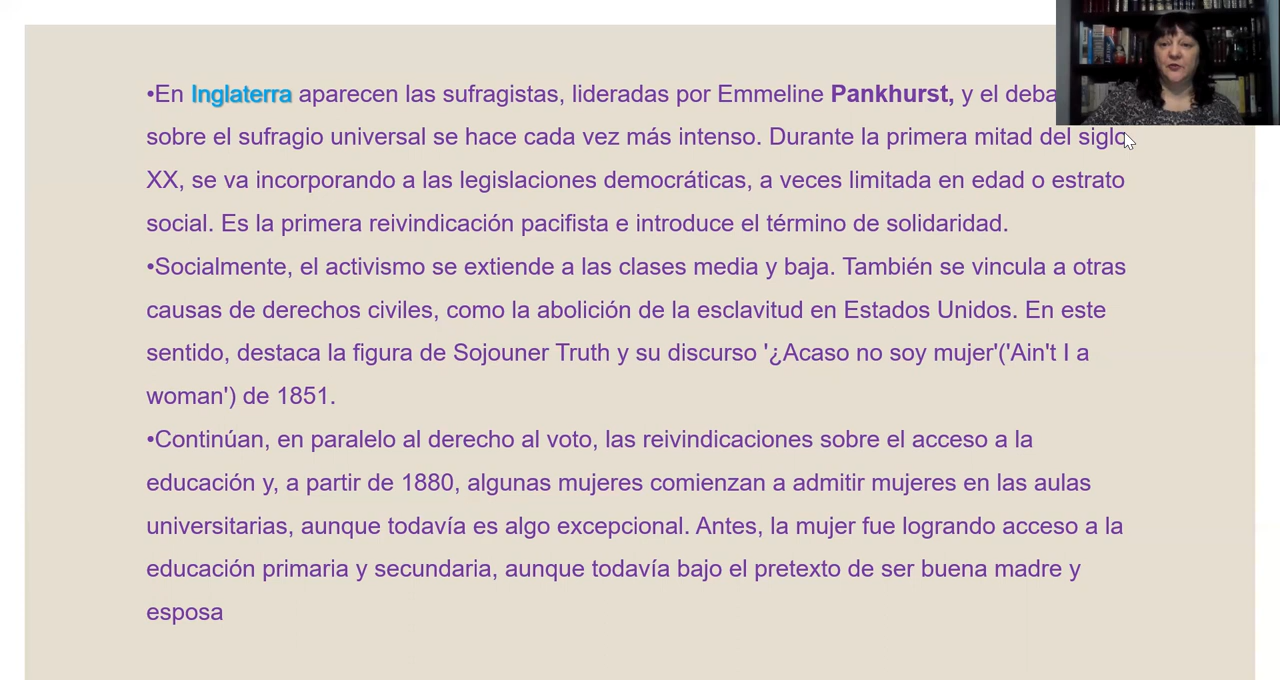 •En Inglaterra aparecen las sufragistas, lideradas por Emmeline Pankhurst, y el
sobre el sufragio universal se hace cada vez más intenso. Durante la primera mitad del siglo
XX, se va incorporando a las legislaciones democráticas, a veces limitada en edad o estrato
social. Es la primera reivindicación pacifista e introduce el término de solidaridad.
•Socialmente, el activismo se extiende a las clases media y baja. También se vincula a otras
causas de derechos civiles, como la abolición de la esclavitud en Estados Unidos. En este
sentido, destaca la figura de Sojouner Truth y su discurso '¿Acaso no soy mujer'('Ain't I a
woman') de 1851.
•Continúan, en paralelo al derecho al voto, las reivindicaciones sobre el acceso a la
educación y, a partir de 1880, algunas mujeres comienzan a admitir mujeres en las aulas
universitarias, aunque todavía es algo excepcional. Antes, la mujer fue logrando acceso a la
educación primaria y secundaria, aunque todavía bajo el pretexto de ser buena madre y
esposa